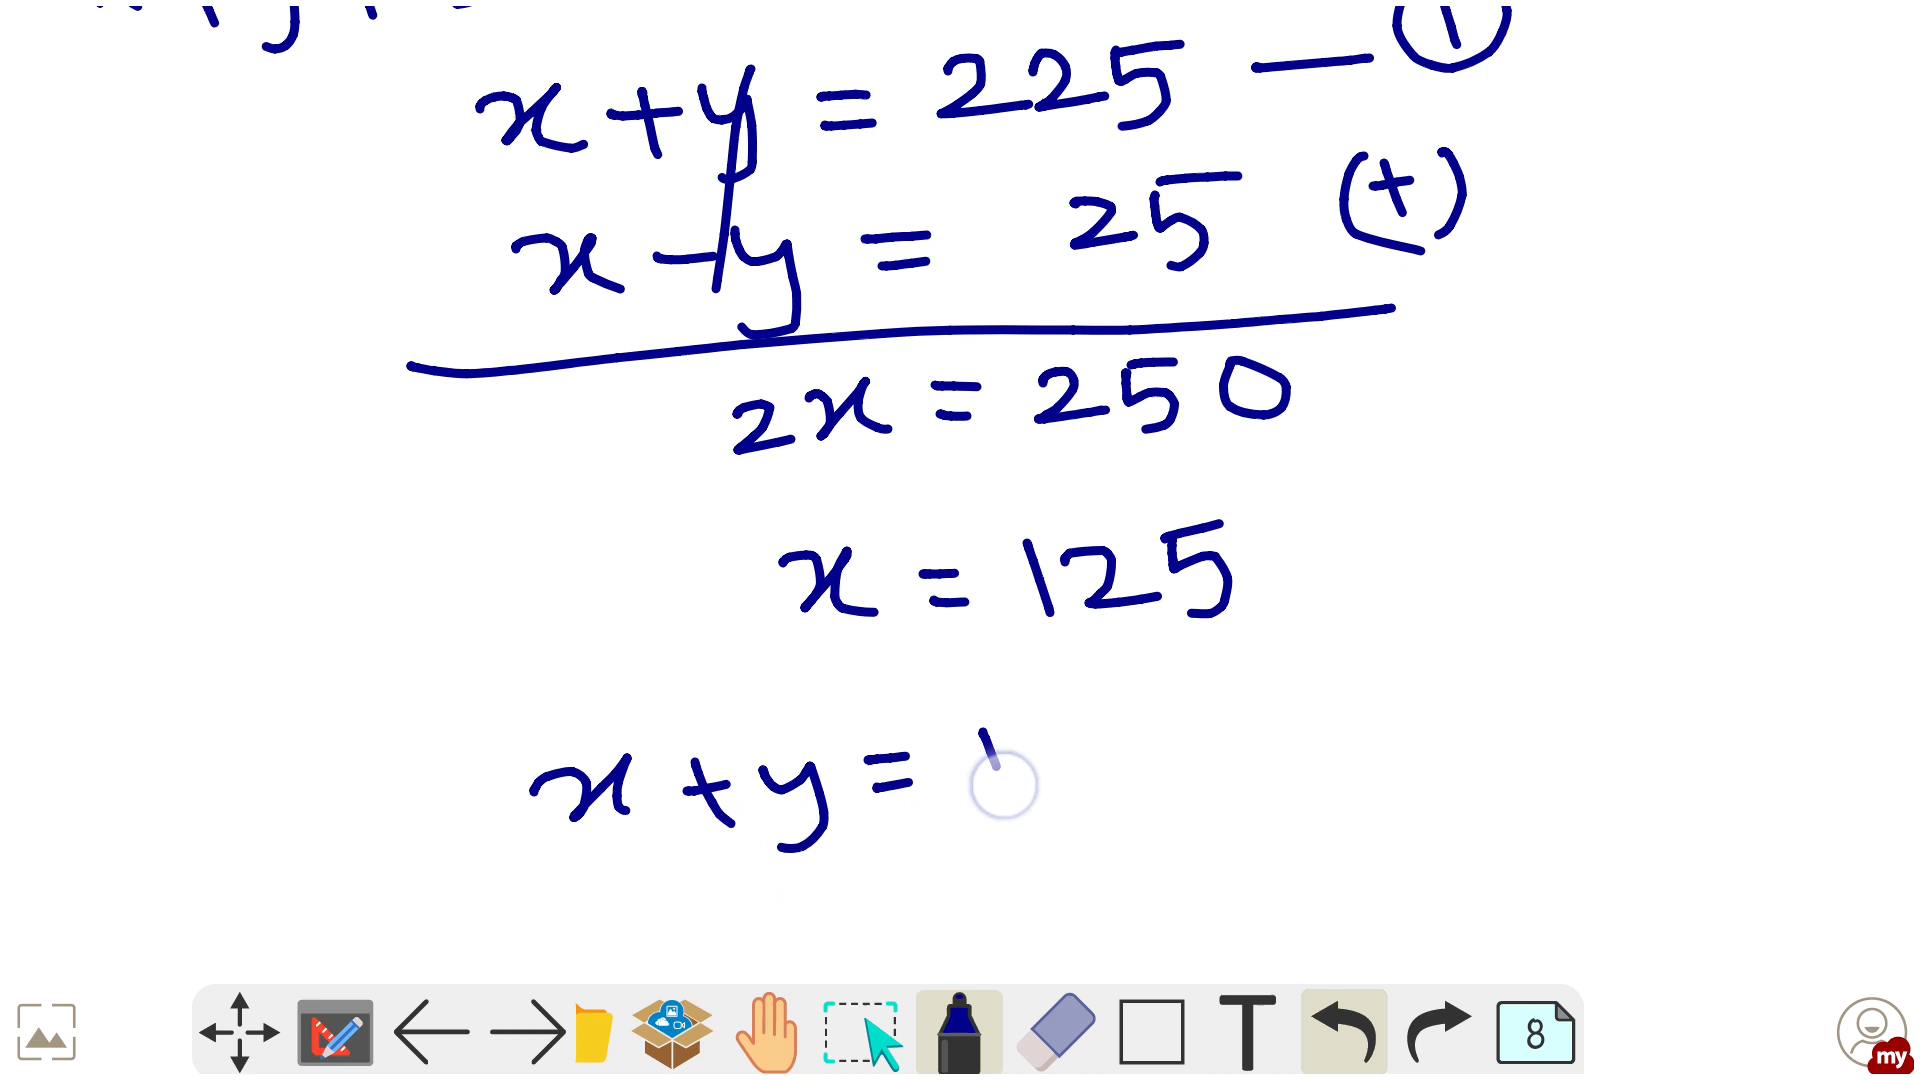 x + y = 225 — ①
x - y = 25 (+)
2x = 250
x = 125
x + y =
T 8
my